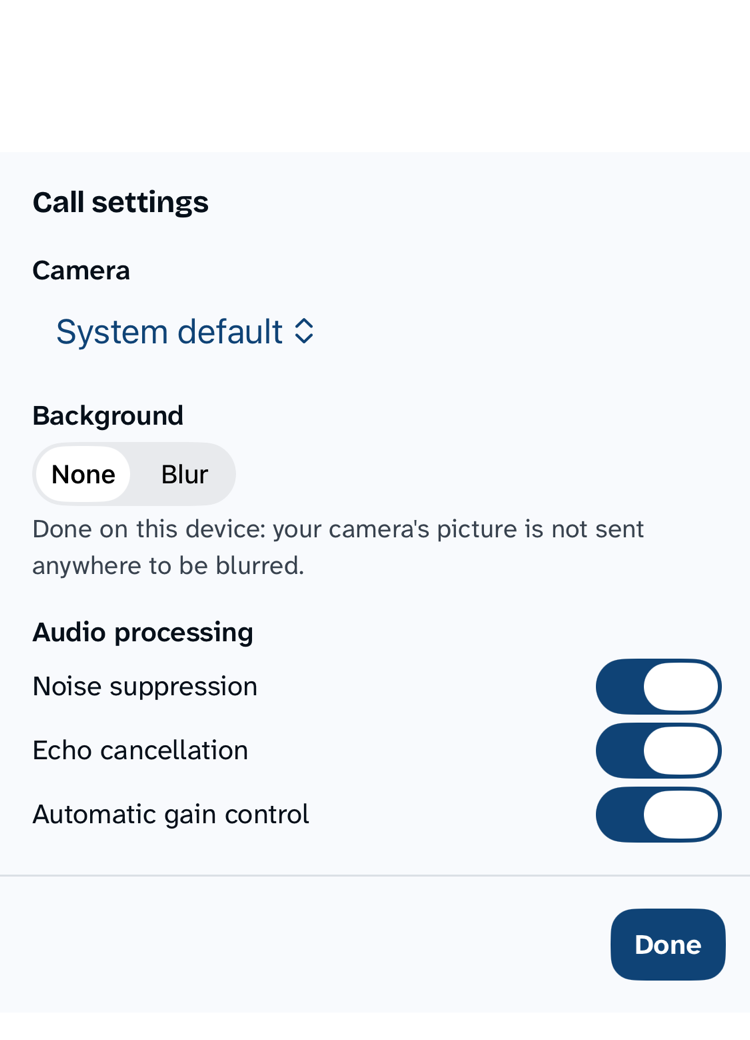 Call settings
Camera
System default
Background
None Blur
Done on this device: your camera's picture is not sent
anywhere to be blurred.
Audio processing
Noise suppression
Echo cancellation
Automatic gain control
Done